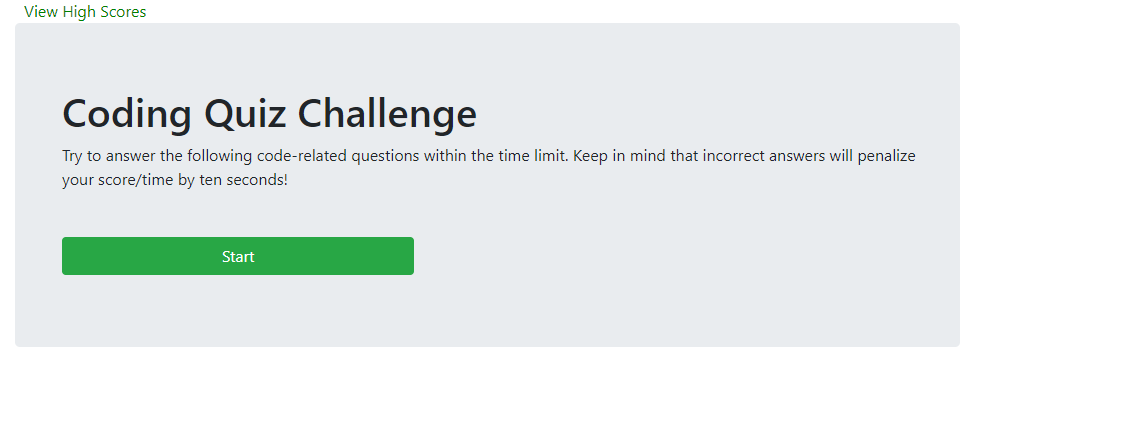 View High Scores
Coding Quiz Challenge
Try to answer the following code-related questions within the time limit. Keep in mind that incorrect answers will penalize
your score/time by ten seconds!
Start